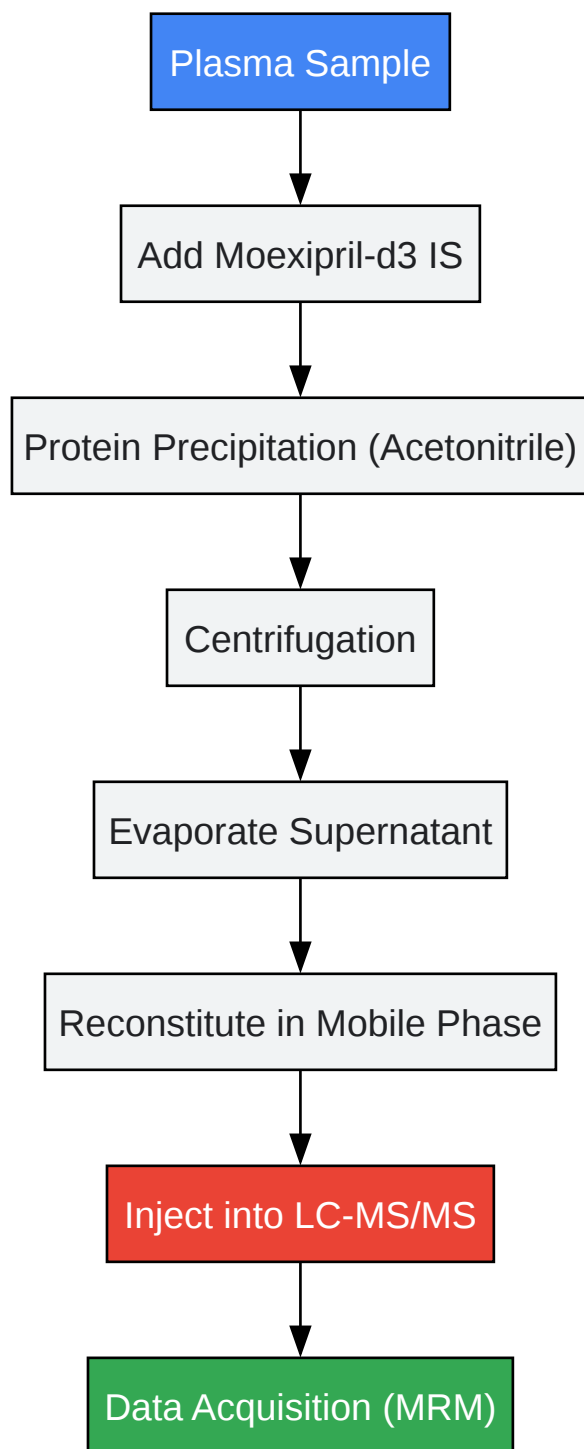 Plasma Sample
Add Moexipril-d3 IS
Protein Precipitation (Acetonitrile)
Centrifugation
Evaporate Supernatant
Reconstitute in Mobile Phase
Inject into LC-MS/MS
Data Acquisition (MRM)